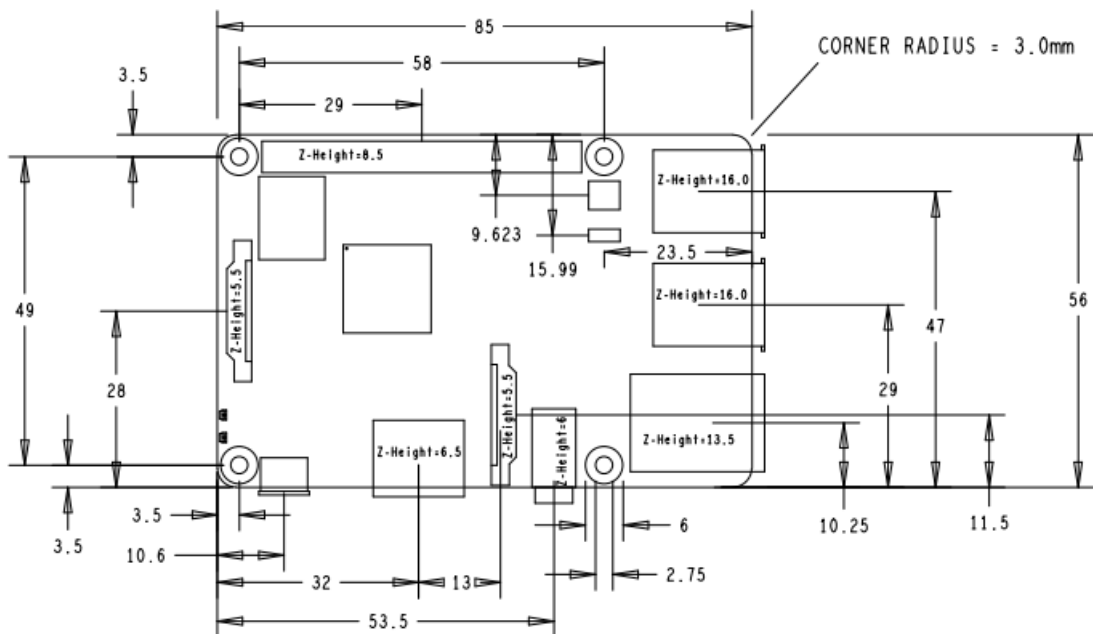 85
CORNER RADIUS = 3.0mm
58
3.5
29
Z-Height=8.5
Z-Height=16.0
9.623
15.99
23.5
Z-Height=5.5
Z-Height=16.0
49
47
56
28
29
Z-Height=5.5
Z-Height=6.5
Z-Height=6
Z-Height=13.5
3.5
3.5
10.6
6
10.25
11.5
32
13
2.75
53.5